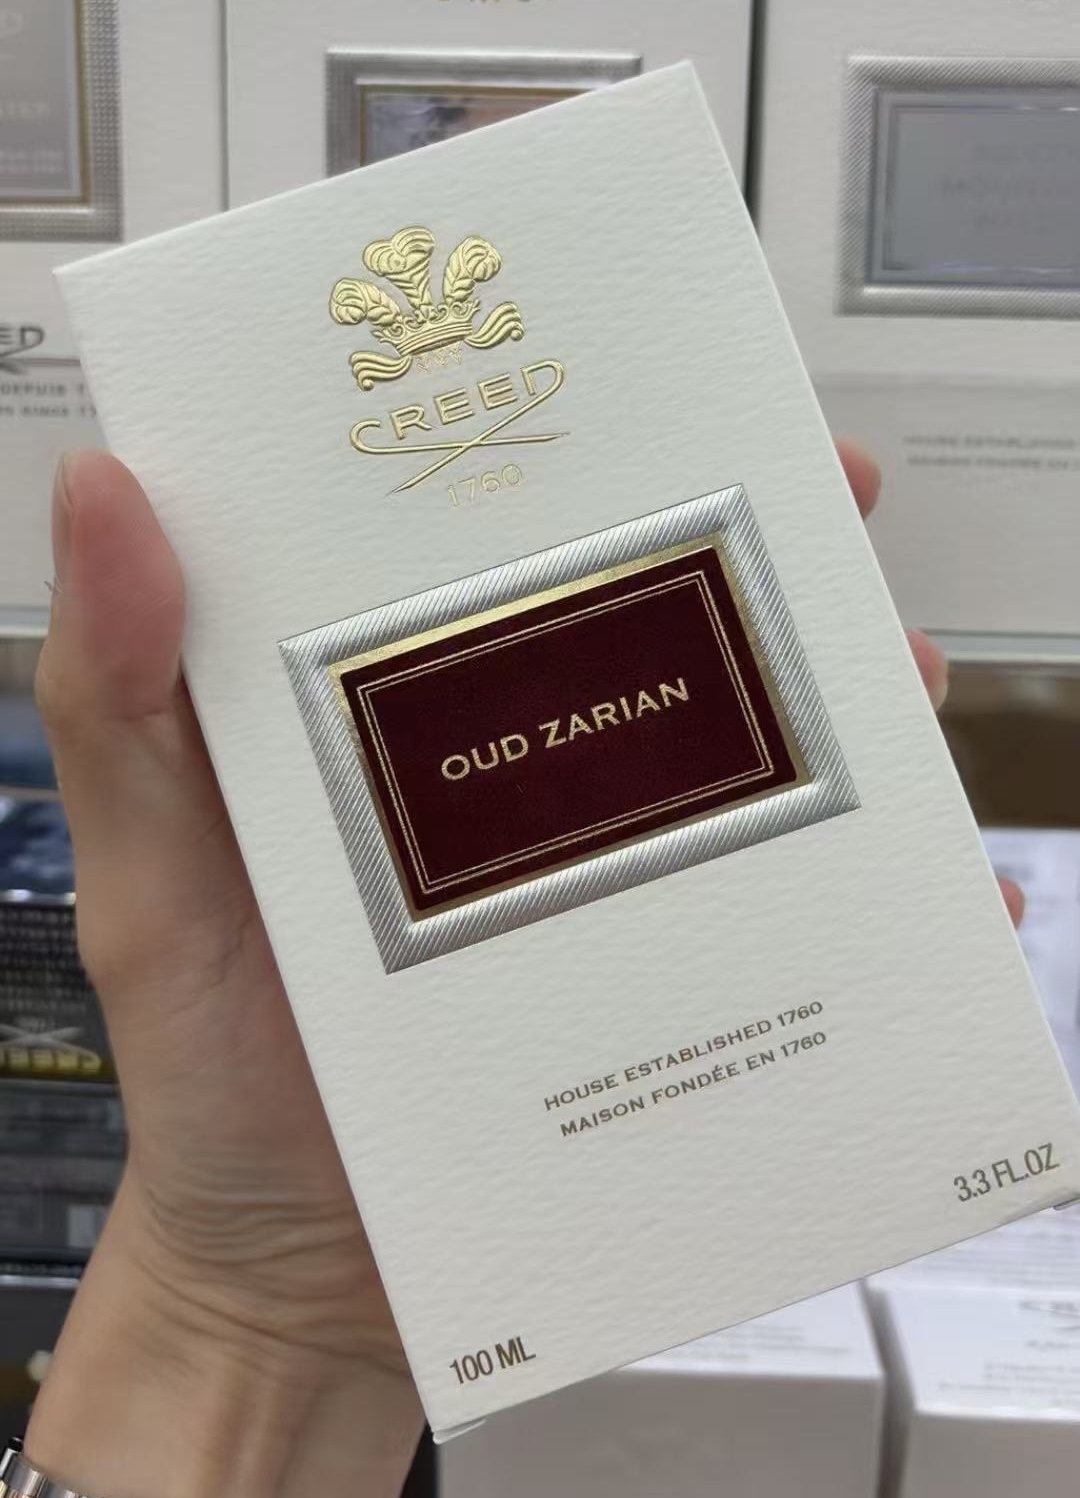 CREED
1760
OUD ZARIAN
HOUSE ESTABLISHED 1760
MAISON FONDÉE EN 1760
3.3 FL.OZ
100 ML